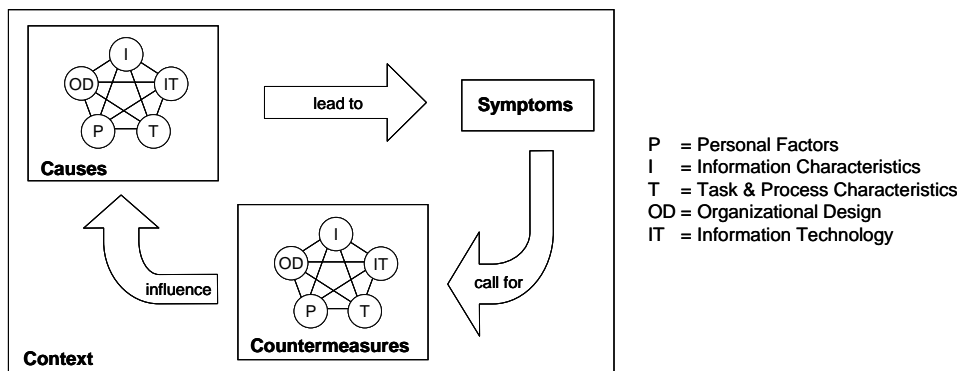 I
OD
IT
P
T
Causes
lead to
Symptoms
P = Personal Factors
I = Information Characteristics
T = Task & Process Characteristics
OD = Organizational Design
IT = Information Technology
I
OD
IT
P
T
Countermeasures
influence
call for
Context